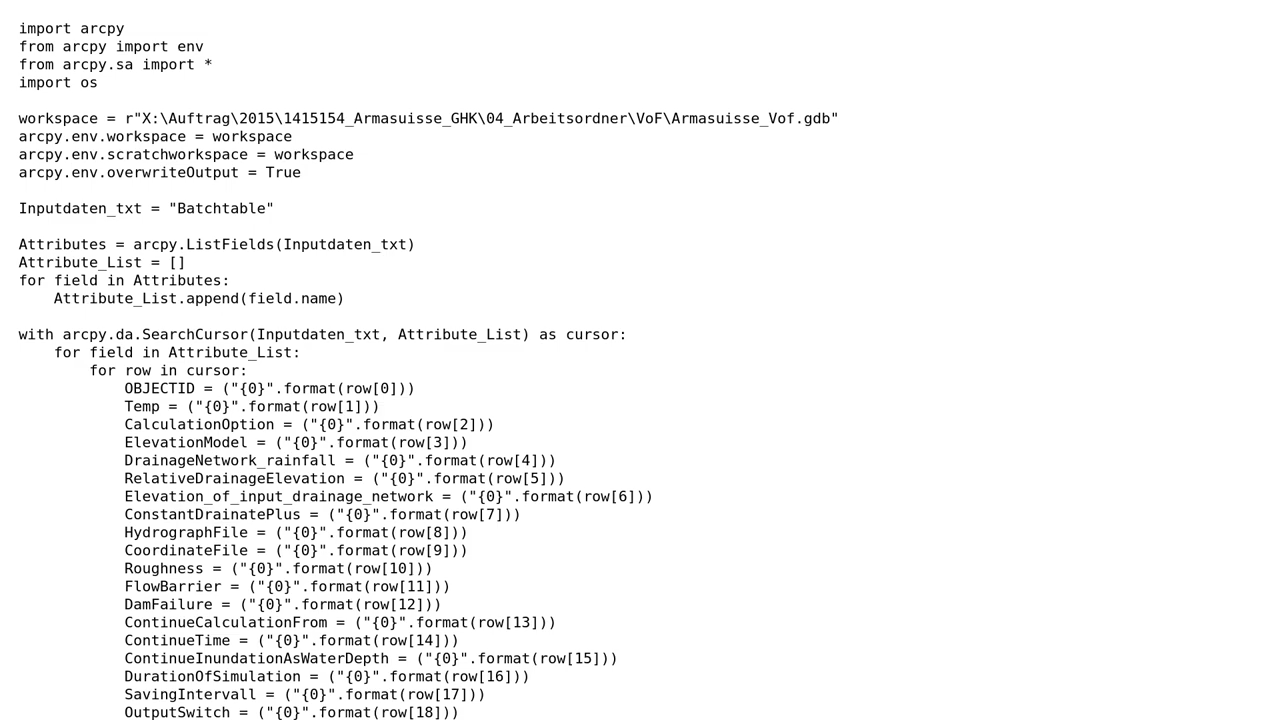 import arcpy
from arcpy import env
from arcpy.sa import *
import os

workspace = r"X:\Auftrag\2015\1415154_Armasuisse_GHK\04_Arbeitsordner\VoF\Armasuisse_Vof.gdb"
arcpy.env.workspace = workspace
arcpy.env.scratchworkspace = workspace
arcpy.env.overwriteOutput = True

Inputdaten_txt = "Batchtable"

Attributes = arcpy.ListFields(Inputdaten_txt)
Attribute_List = []
for field in Attributes:
    Attribute_List.append(field.name)

with arcpy.da.SearchCursor(Inputdaten_txt, Attribute_List) as cursor:
    for field in Attribute_List:
        for row in cursor:
            OBJECTID = ("{0}".format(row[0]))
            Temp = ("{0}".format(row[1]))
            CalculationOption = ("{0}".format(row[2]))
            ElevationModel = ("{0}".format(row[3]))
            DrainageNetwork_rainfall = ("{0}".format(row[4]))
            RelativeDrainageElevation = ("{0}".format(row[5]))
            Elevation_of_input_drainage_network = ("{0}".format(row[6]))
            ConstantDrainatePlus = ("{0}".format(row[7]))
            HydrographFile = ("{0}".format(row[8]))
            CoordinateFile = ("{0}".format(row[9]))
            Roughness = ("{0}".format(row[10]))
            FlowBarrier = ("{0}".format(row[11]))
            DamFailure = ("{0}".format(row[12]))
            ContinueCalculationFrom = ("{0}".format(row[13]))
            ContinueTime = ("{0}".format(row[14]))
            ContinueInundationAsWaterDepth = ("{0}".format(row[15]))
            DurationOfSimulation = ("{0}".format(row[16]))
            SavingIntervall = ("{0}".format(row[17]))
            OutputSwitch = ("{0}".format(row[18]))